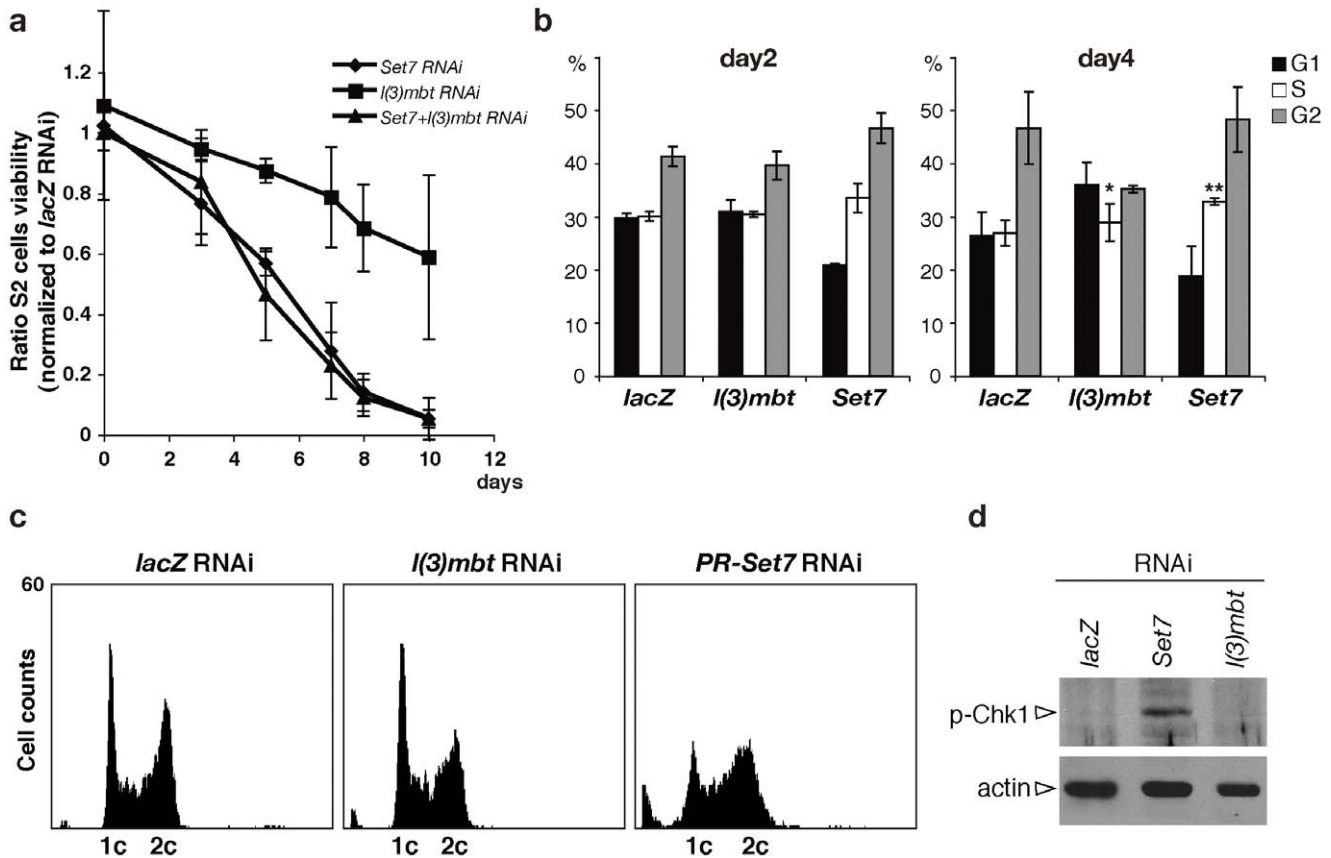 a
Ratio S2 cells viability
(normalized to lacZ RNAi)
1.2
1
0.8
0.6
0.4
0.2
0
0 2 4 6 8 10 12
days
Set7 RNAi
l(3)mbt RNAi
Set7+l(3)mbt RNAi
b
day2
%
50
40
30
20
10
0
lacZ l(3)mbt Set7
day4
%
50
40
30
20
10
0
* **
lacZ l(3)mbt Set7
G1
S
G2
c
lacZ RNAi
l(3)mbt RNAi
PR-Set7 RNAi
60
Cell counts
1c 2c
1c 2c
1c 2c
d
RNAi
lacZ
Set7
l(3)mbt
p-Chk1
actin